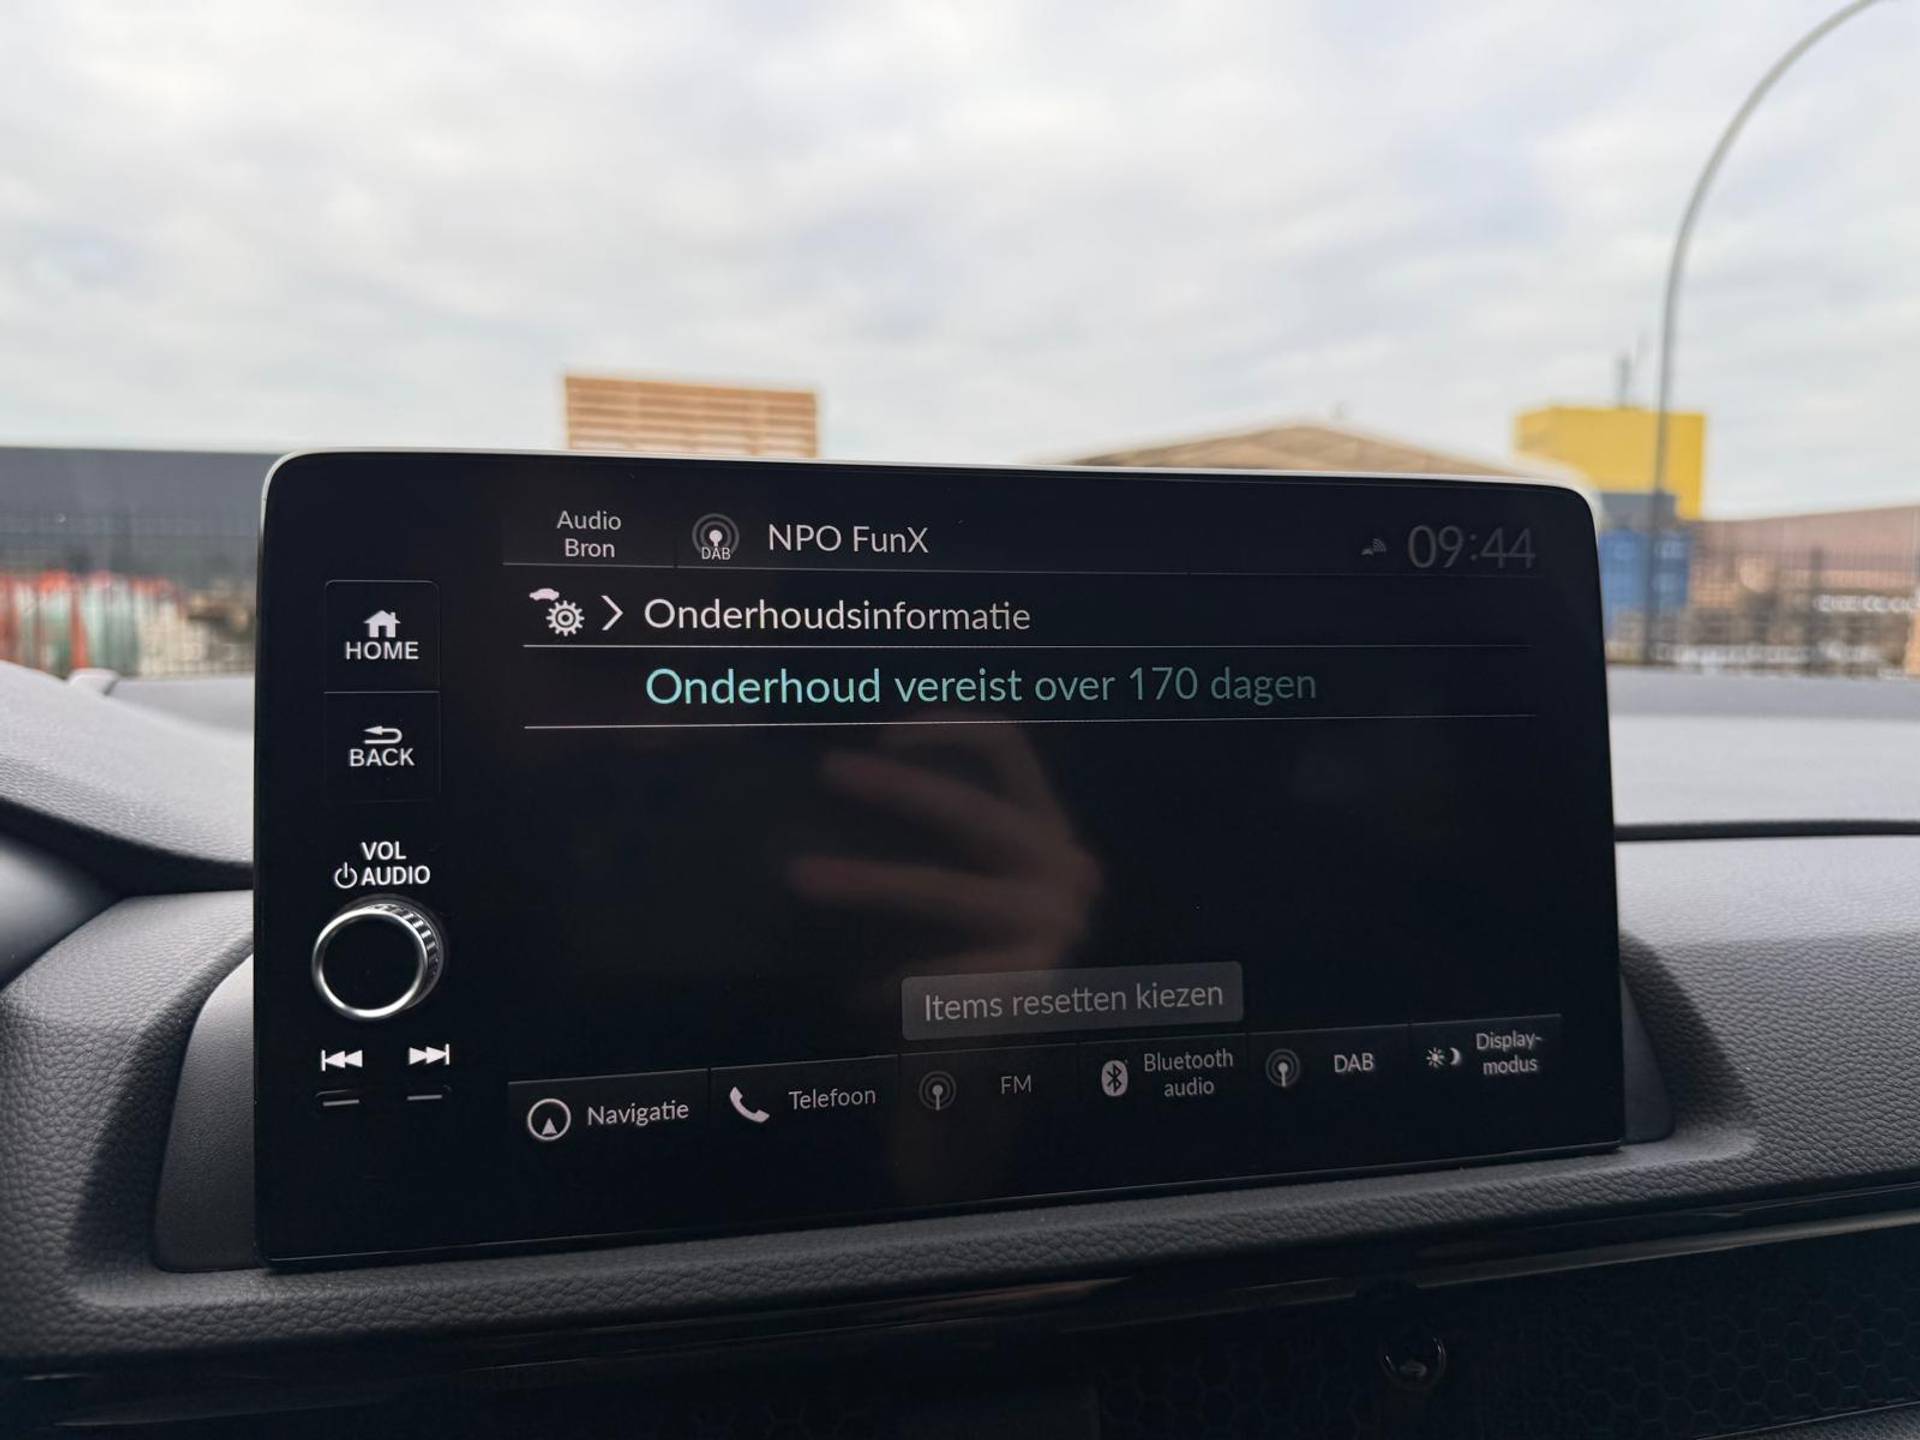 Audio
Bron
DAB
NPO FunX
09:44
HOME
Onderhoudsinformatie
Onderhoud vereist over 170 dagen
BACK
VOL
AUDIO
Items resetten kiezen
Navigatie
Telefoon
FM
Bluetooth
audio
DAB
Display-
modus